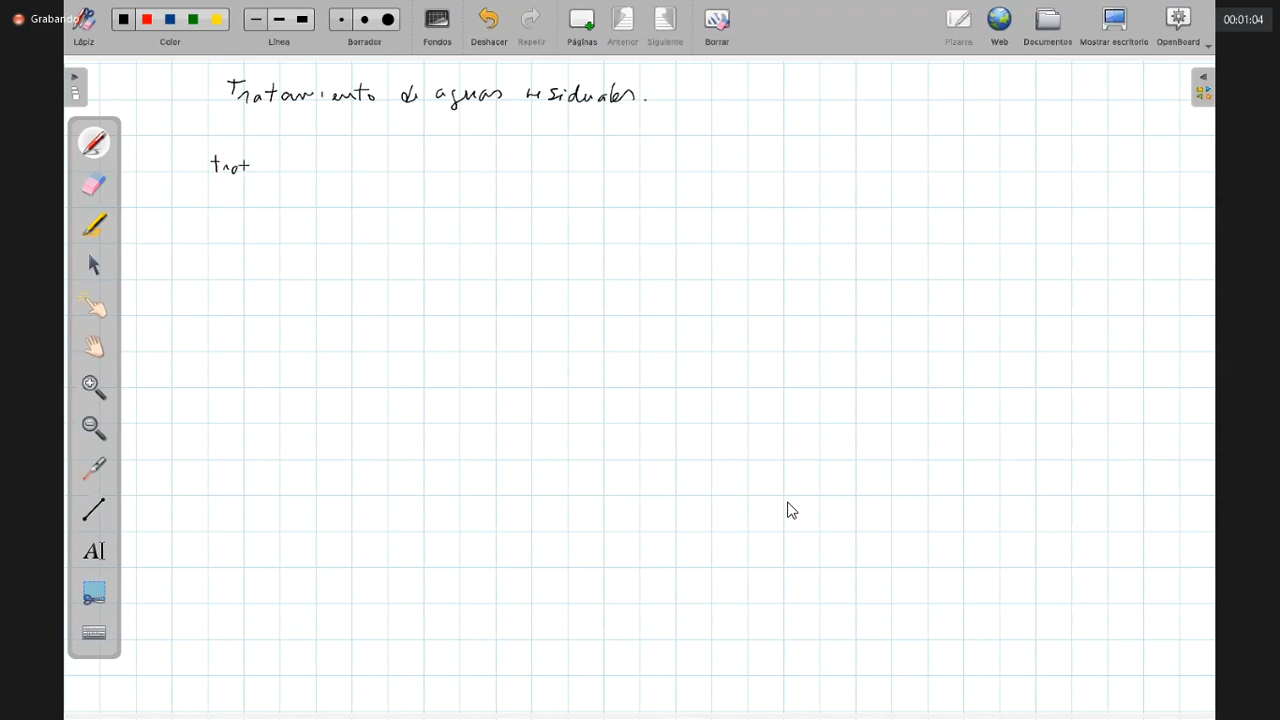 Grabando
00:01:04
Lápiz Color Línea Borrador Fondos Deshacer Repetir Páginas Anterior Siguiente Borrar Pizarra Web Documentos Mostrar escritorio OpenBoard
Tratamiento de aguas residuales.
trat
AI